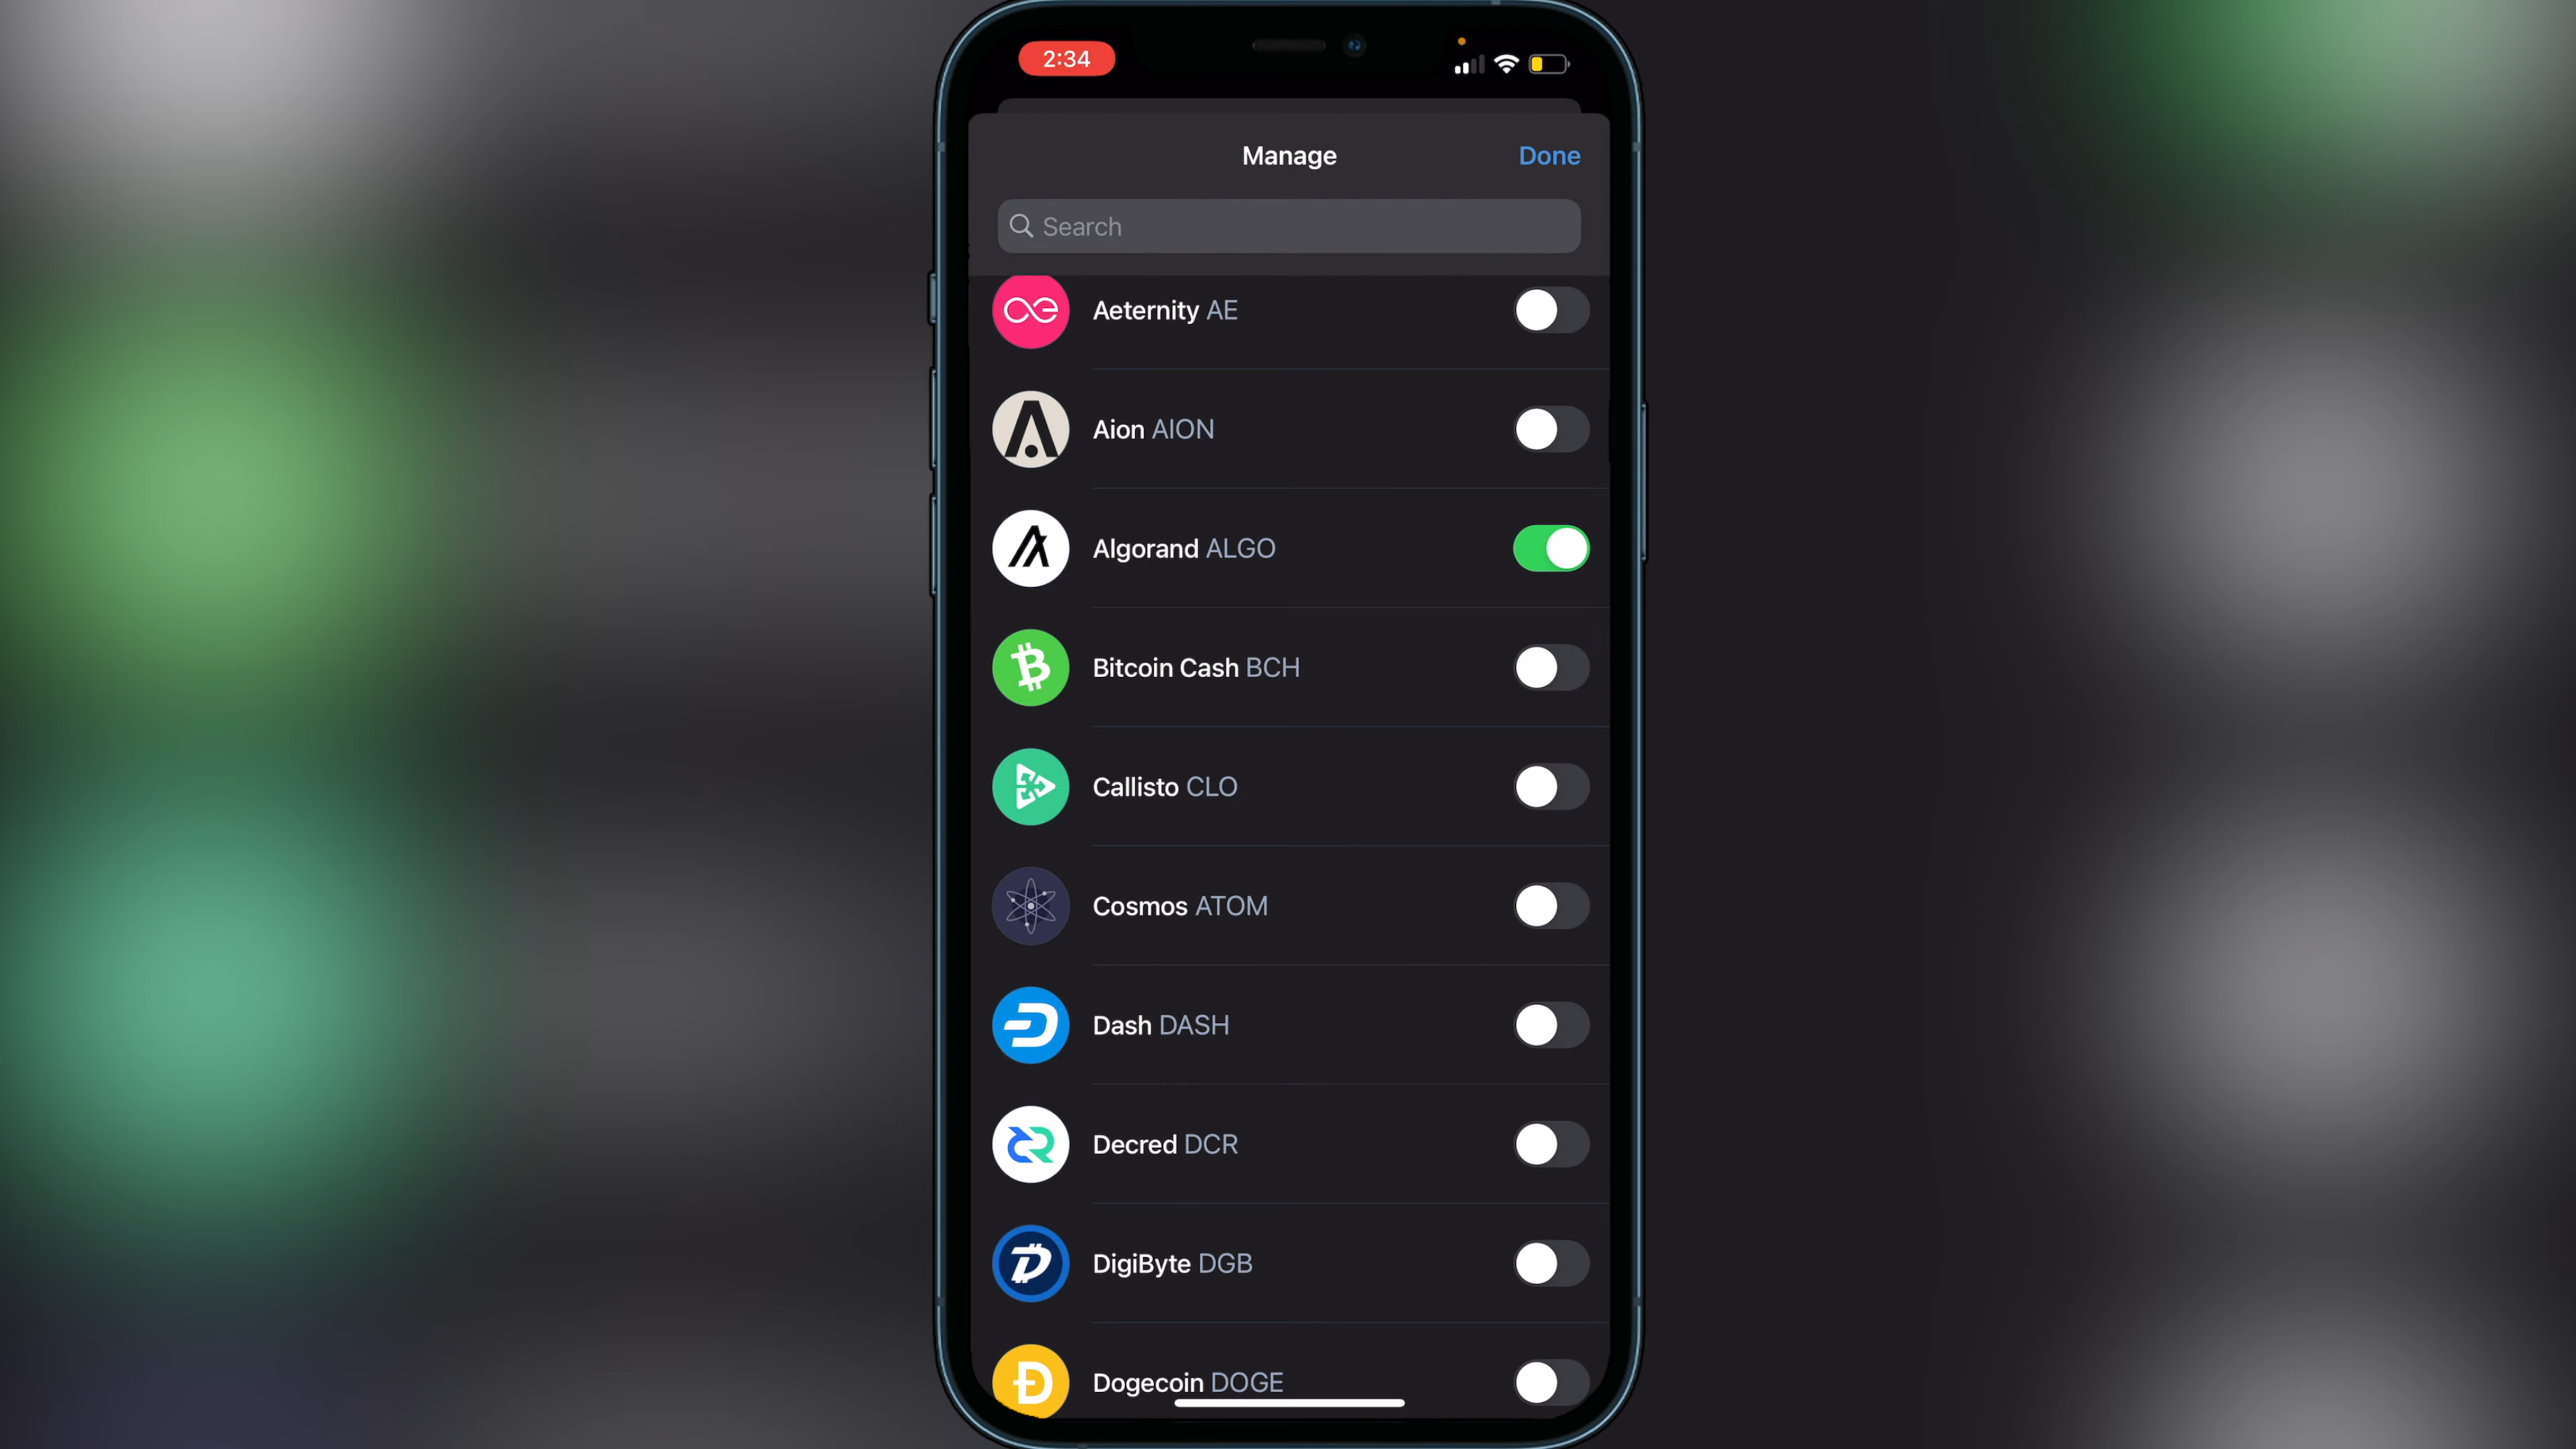 2:34
Manage
Done
Search
Aeternity AE
Aion AION
Algorand ALGO
Bitcoin Cash BCH
Callisto CLO
Cosmos ATOM
Dash DASH
Decred DCR
DigiByte DGB
Dogecoin DOGE